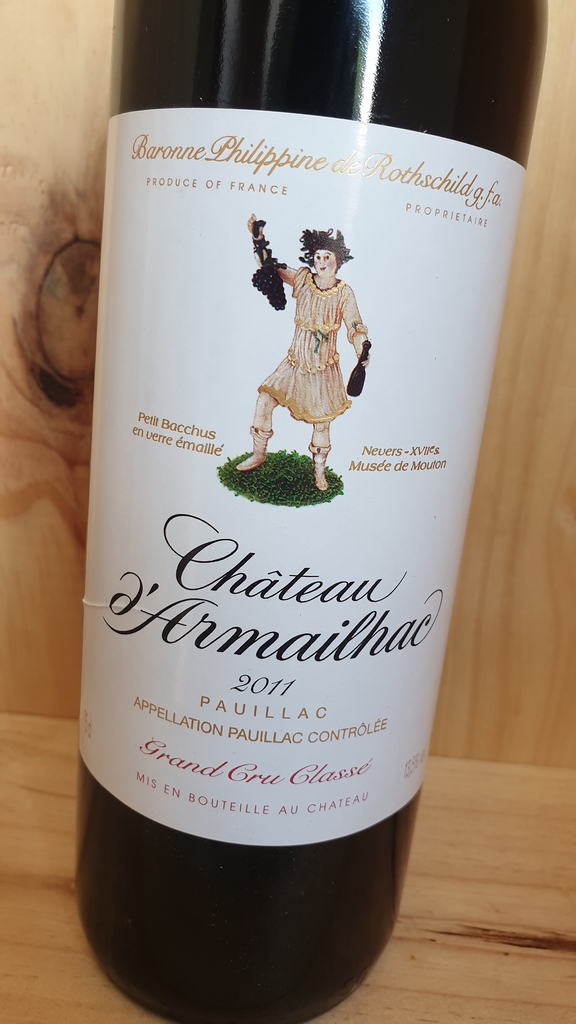 Baronne Philippine de Rothschild g.f.a.
PRODUCE OF FRANCE
PROPRIETAIRE
Petit Bacchus
en verre émaillé
Nevers - XVIIes.
Musée de Mouton
Château
d'Armailhac
2011
PAUILLAC
APPELLATION PAUILLAC CONTRÔLÉE
Grand Cru Classé
MIS EN BOUTEILLE AU CHATEAU